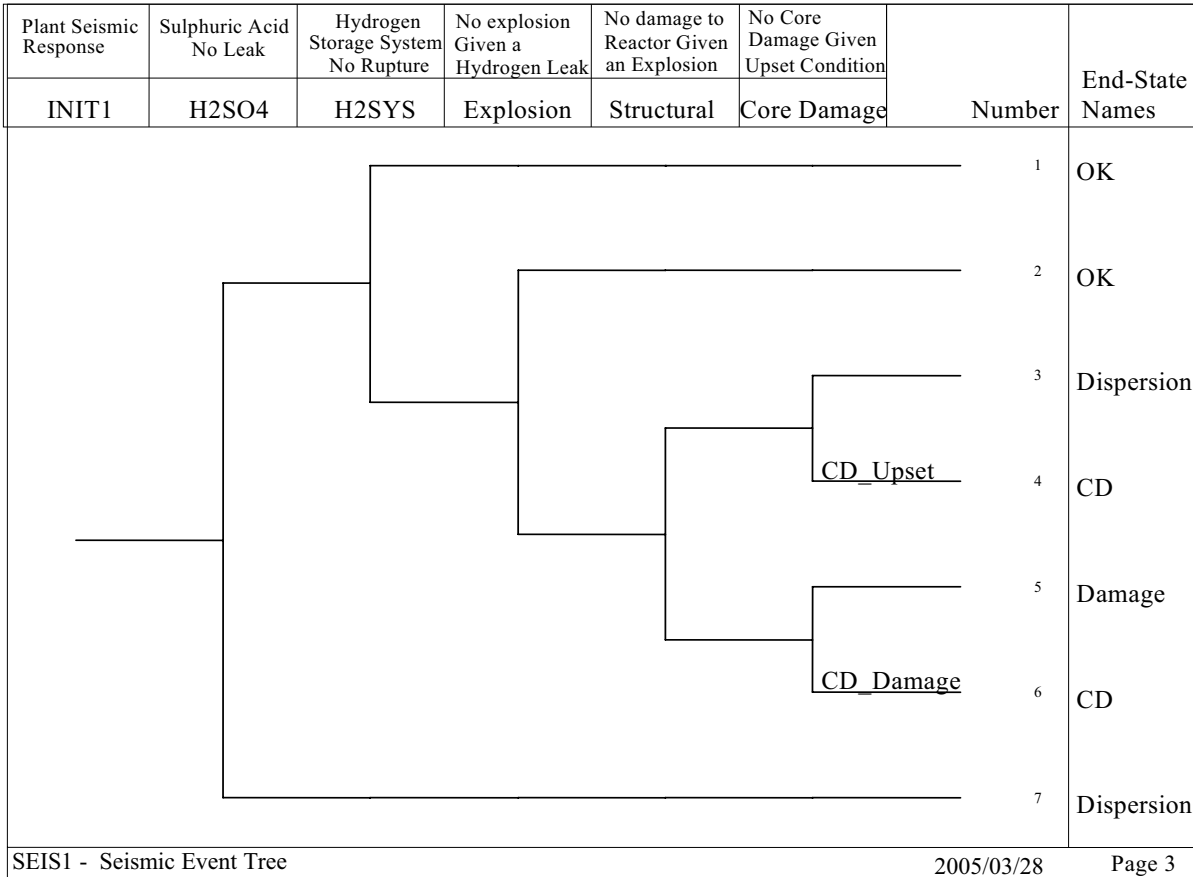 Plant Seismic
Response
Sulphuric Acid
No Leak
Hydrogen
Storage System
No Rupture
No explosion
Given a
Hydrogen Leak
No damage to
Reactor Given
an Explosion
No Core
Damage Given
Upset Condition
INIT1
H2SO4
H2SYS
Explosion
Structural
Core Damage
Number
End-State
Names
1
OK
2
OK
3
Dispersion
CD_Upset
4
CD
5
Damage
CD_Damage
6
CD
7
Dispersion
SEIS1 - Seismic Event Tree
2005/03/28
Page 3